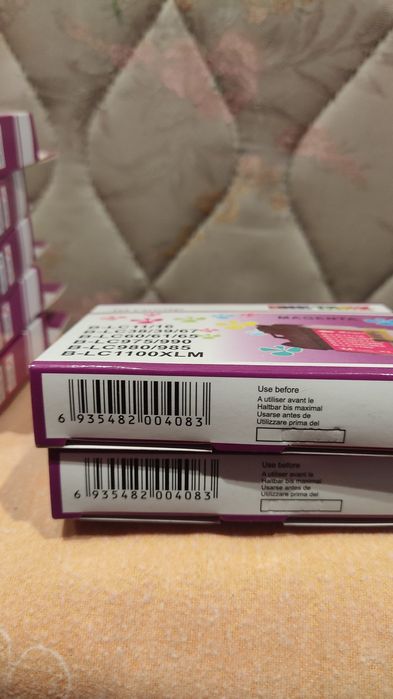 MAGENTA
B-LC11/16
B-LC38/39/67
B-LC60/61/65
B-LC975/990
B-LC980/985
B-LC1100XLM
6 935482 004083
Use before
A utiliser avant le
Haltbar bis maximal
Usarse antes de
Utilizzare prima del
6 935482 004083
Use before
A utiliser avant le
Haltbar bis maximal
Usarse antes de
Utilizzare prima del